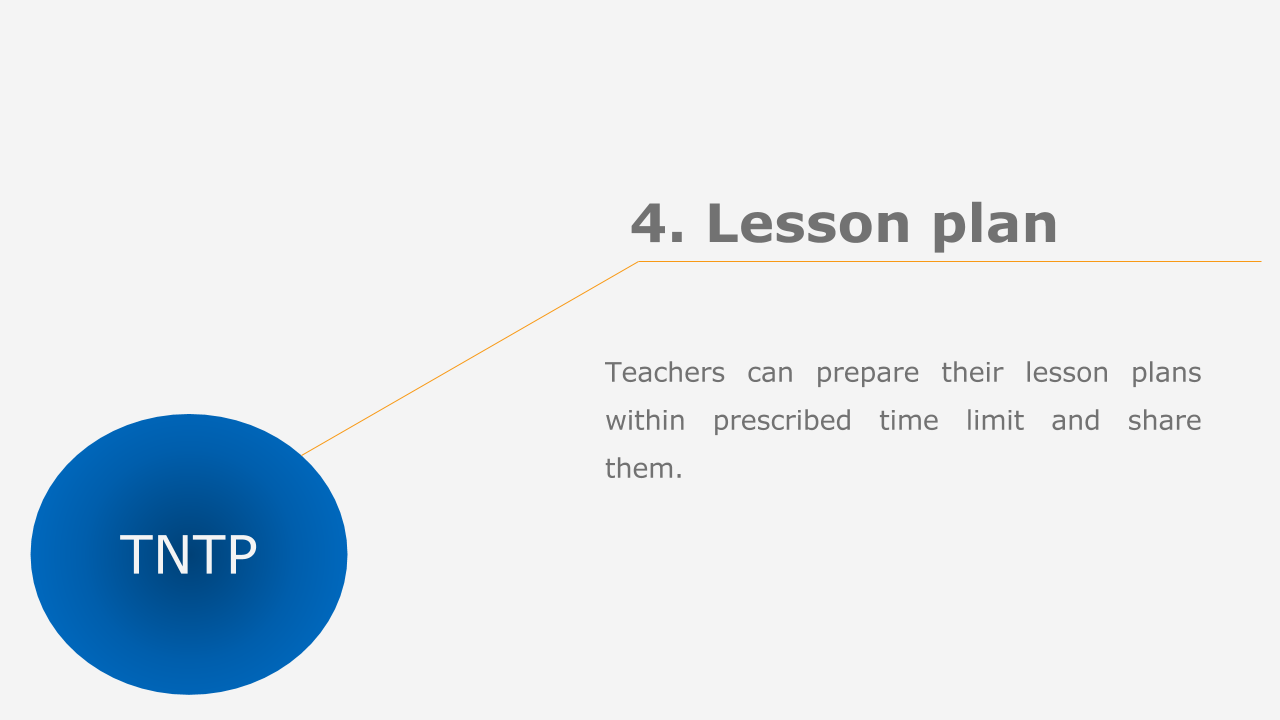 4. Lesson plan
Teachers can prepare their lesson plans
within prescribed time limit and share
them.
TNTP